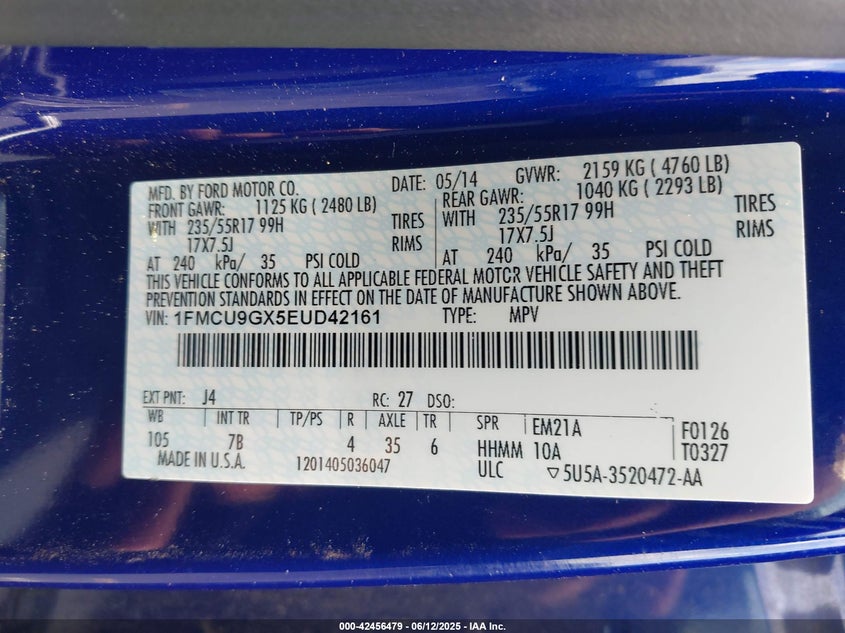 MFD. BY FORD MOTOR CO. DATE: 05/14 GVWR: 2159 KG ( 4760 LB)
FRONT GAWR: 1125 KG ( 2480 LB) REAR GAWR: 1040 KG ( 2293 LB)
WITH 235/55R17 99H TIRES WITH 235/55R17 99H TIRES
17X7.5J RIMS 17X7.5J RIMS
AT 240 kPa/ 35 PSI COLD AT 240 kPa/ 35 PSI COLD
THIS VEHICLE CONFORMS TO ALL APPLICABLE FEDERAL MOTOR VEHICLE SAFETY AND THEFT
PREVENTION STANDARDS IN EFFECT ON THE DATE OF MANUFACTURE SHOWN ABOVE.
VIN: 1FMCU9GX5EUD42161 TYPE: MPV
EXT PNT: J4 RC: 27 DSO:
WB INT TR TP/PS R AXLE TR SPR EM21A F0126
105 7B 4 35 6 HHMM 10A T0327
MADE IN U.S.A. 1201405036047 ULC ▽5U5A-3520472-AA
000-42456479 - 06/12/2025 - IAA Inc.